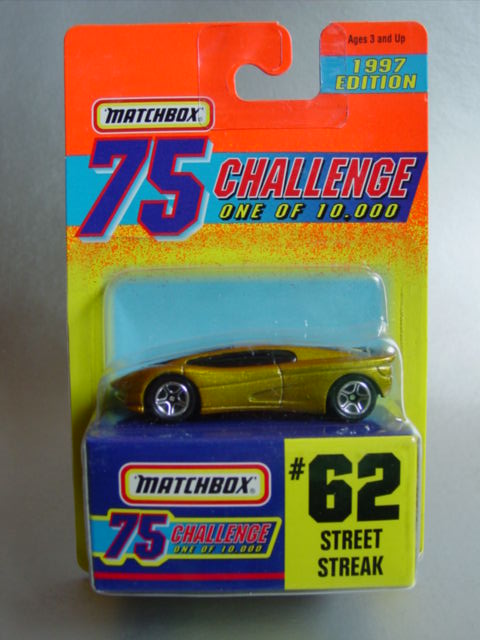 Ages 3 and Up
1997
EDITION
MATCHBOX®
75 CHALLENGE
ONE OF 10.000
MATCHBOX®
75 CHALLENGE
ONE OF 10.000
#62
STREET
STREAK